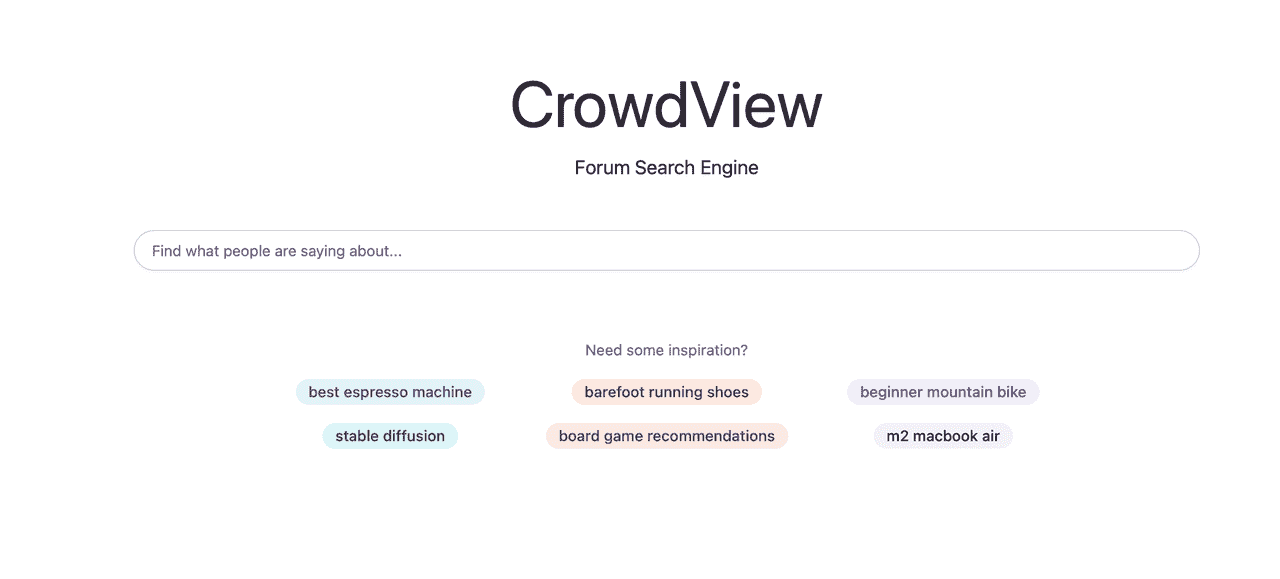 CrowdView
Forum Search Engine
Find what people are saying about...
Need some inspiration?
best espresso machine
barefoot running shoes
beginner mountain bike
stable diffusion
board game recommendations
m2 macbook air